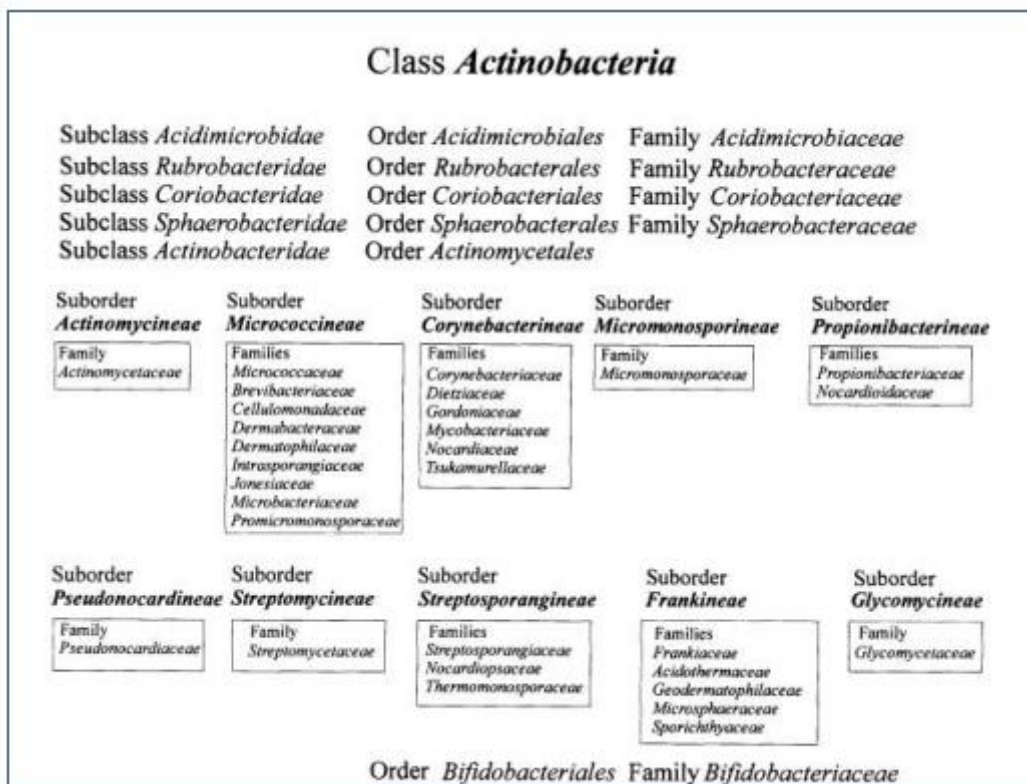 Class Actinobacteria
Subclass Acidimicrobidae Order Acidimicrobiales Family Acidimicrobiaceae
Subclass Rubrobacteridae Order Rubrobacterales Family Rubrobacteraceae
Subclass Coriobacteridae Order Coriobacteriales Family Coriobacteriaceae
Subclass Sphaerobacteridae Order Sphaerobacterales Family Sphaerobacteraceae
Subclass Actinobacteridae Order Actinomycetales
Suborder
Actinomycineae
Family
Actinomycetaceae
Suborder
Micrococcineae
Families
Micrococcaceae
Brevibacteriaceae
Cellulomonadaceae
Dermabacteraceae
Dermatophilaceae
Intrasporangiaceae
Jonesiaceae
Microbacteriaceae
Promicromonosporaceae
Suborder
Corynebacterineae
Families
Corynebacteriaceae
Dietziaceae
Gordoniaceae
Mycobacteriaceae
Nocardiaceae
Tsukamurellaceae
Suborder
Micromonosporineae
Family
Micromonosporaceae
Suborder
Propionibacterineae
Families
Propionibacteriaceae
Nocardioidaceae
Suborder
Pseudonocardineae
Family
Pseudonocardiaceae
Suborder
Streptomycineae
Family
Streptomycetaceae
Suborder
Streptosporangineae
Families
Streptosporangiaceae
Nocardiopsaceae
Thermomonosporaceae
Suborder
Frankineae
Families
Frankiaceae
Acidothermaceae
Geodermatophilaceae
Microsphaeraceae
Sporichthyaceae
Suborder
Glycomycineae
Family
Glycomycetaceae
Order Bifidobacteriales Family Bifidobacteriaceae